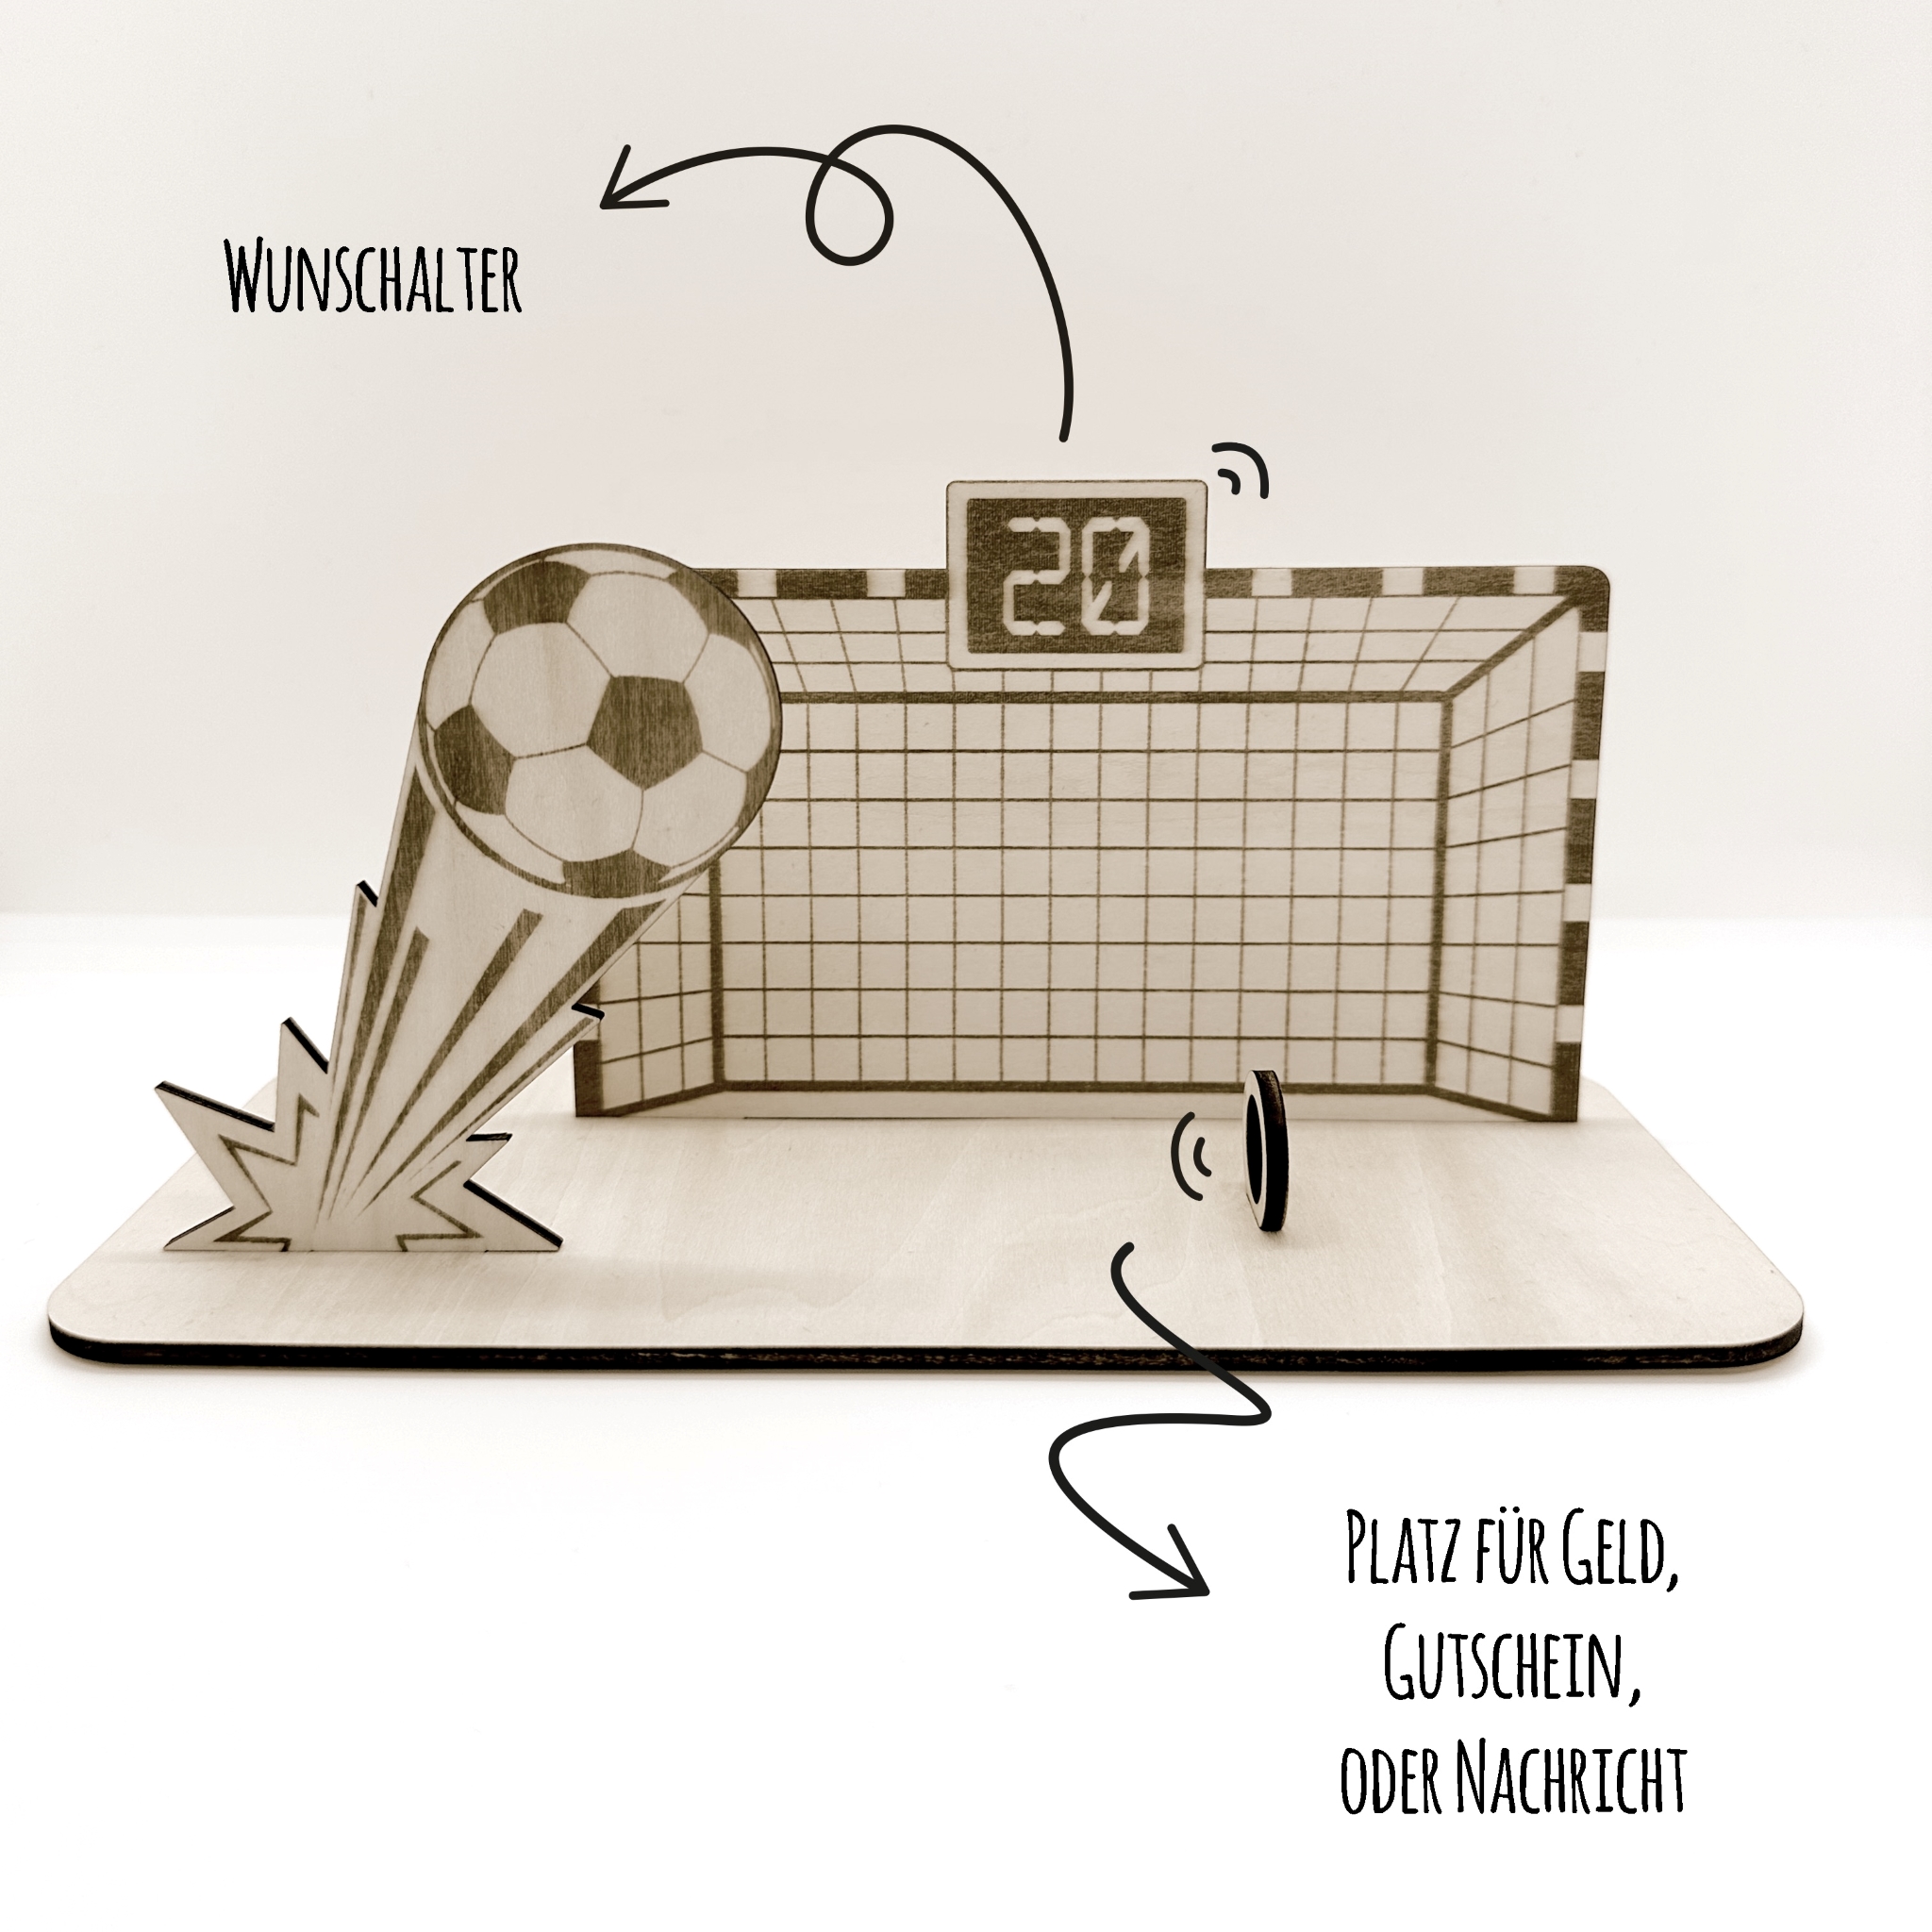 Wunschalter
20
Platz für Geld,
Gutschein,
oder Nachricht